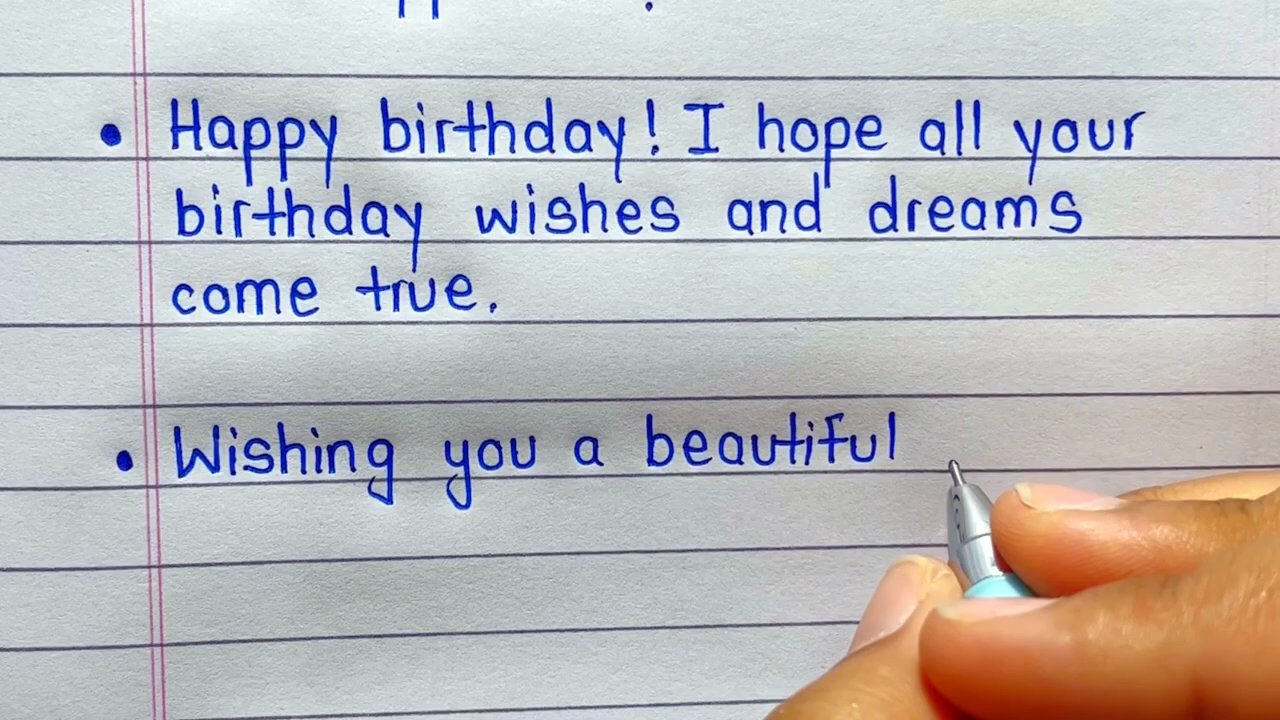 • Happy birthday! I hope all your
birthday wishes and dreams
come true.
• Wishing you a beautiful